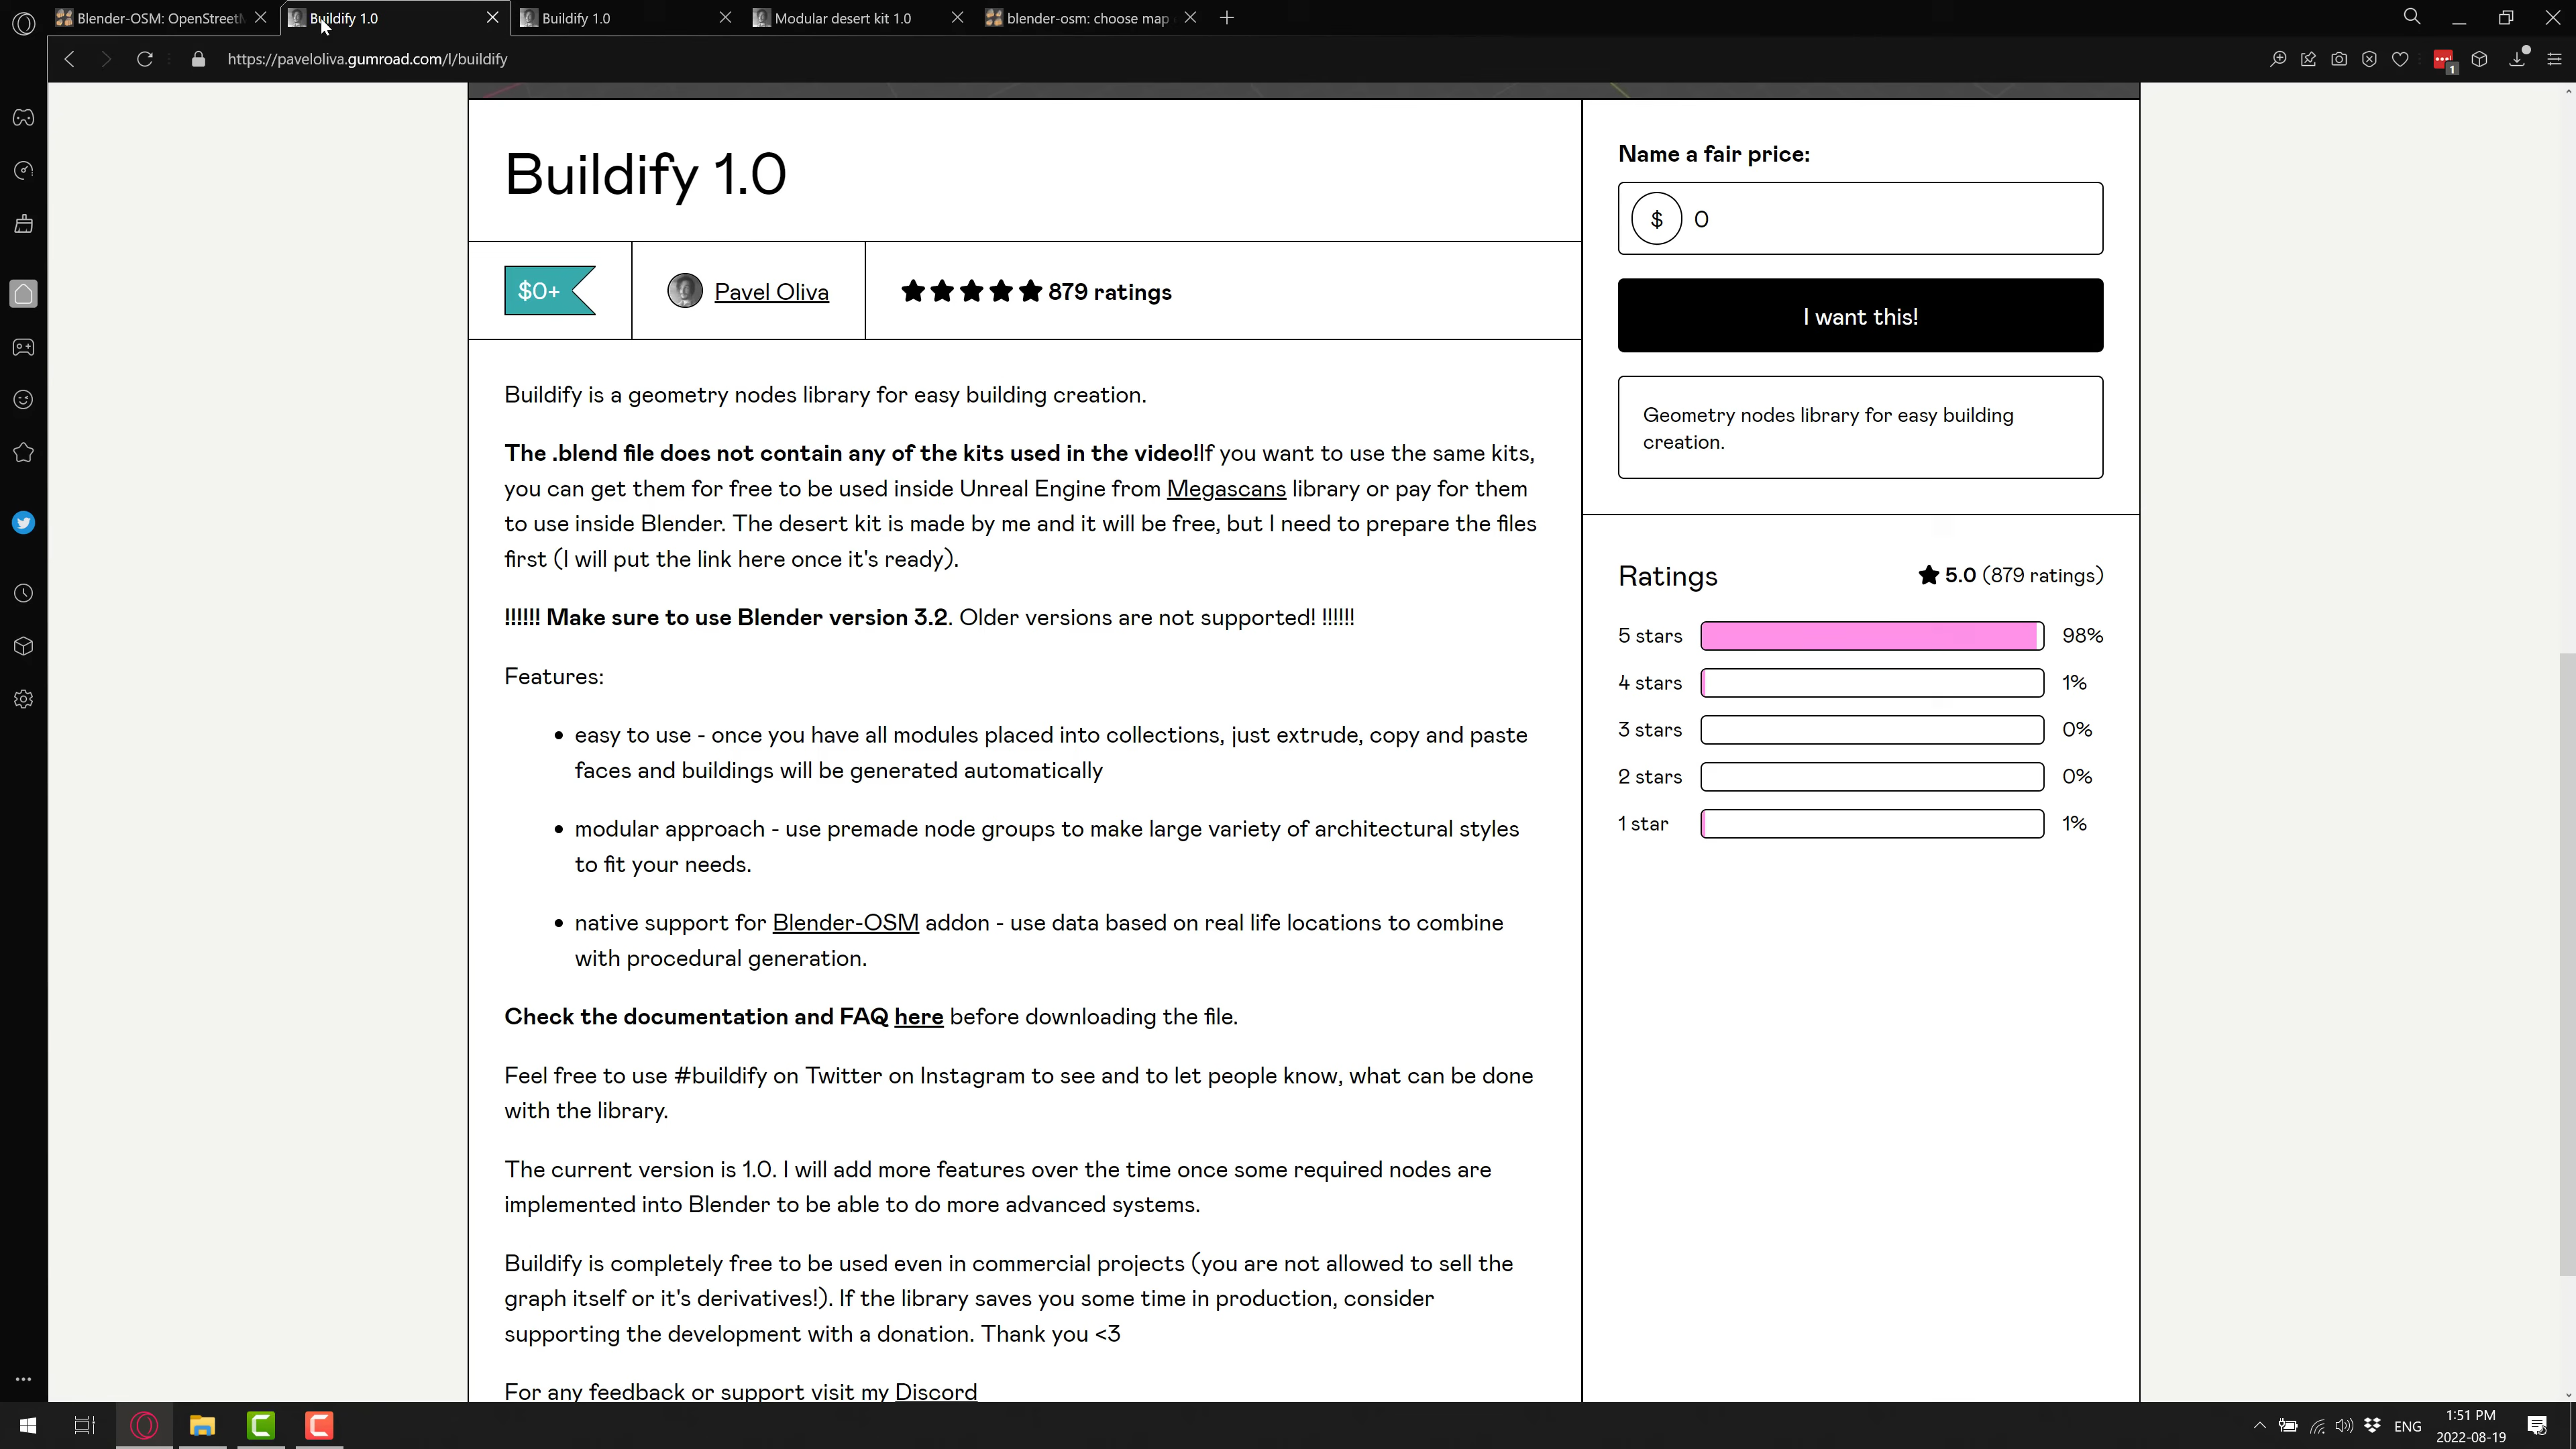 Blender-OSM: OpenStreetM
Buildify 1.0
Buildify 1.0
Modular desert kit 1.0
blender-osm: choose map
https://paveloliva.gumroad.com/l/buildify
1
Buildify 1.0
$0+
Pavel Oliva
879 ratings
Buildify is a geometry nodes library for easy building creation.
The .blend file does not contain any of the kits used in the video!If you want to use the same kits,
you can get them for free to be used inside Unreal Engine from Megascans library or pay for them
to use inside Blender. The desert kit is made by me and it will be free, but I need to prepare the files
first (I will put the link here once it's ready).
!!!!!! Make sure to use Blender version 3.2. Older versions are not supported! !!!!!!
Features:
• easy to use - once you have all modules placed into collections, just extrude, copy and paste
faces and buildings will be generated automatically
• modular approach - use premade node groups to make large variety of architectural styles
to fit your needs.
• native support for Blender-OSM addon - use data based on real life locations to combine
with procedural generation.
Check the documentation and FAQ here before downloading the file.
Feel free to use #buildify on Twitter on Instagram to see and to let people know, what can be done
with the library.
The current version is 1.0. I will add more features over the time once some required nodes are
implemented into Blender to be able to do more advanced systems.
Buildify is completely free to be used even in commercial projects (you are not allowed to sell the
graph itself or it's derivatives!). If the library saves you some time in production, consider
supporting the development with a donation. Thank you <3
For any feedback or support visit my Discord
Name a fair price:
$ 0
I want this!
Geometry nodes library for easy building
creation.
Ratings
5.0 (879 ratings)
5 stars 98%
4 stars 1%
3 stars 0%
2 stars 0%
1 star 1%
ENG
1:51 PM
2022-08-19